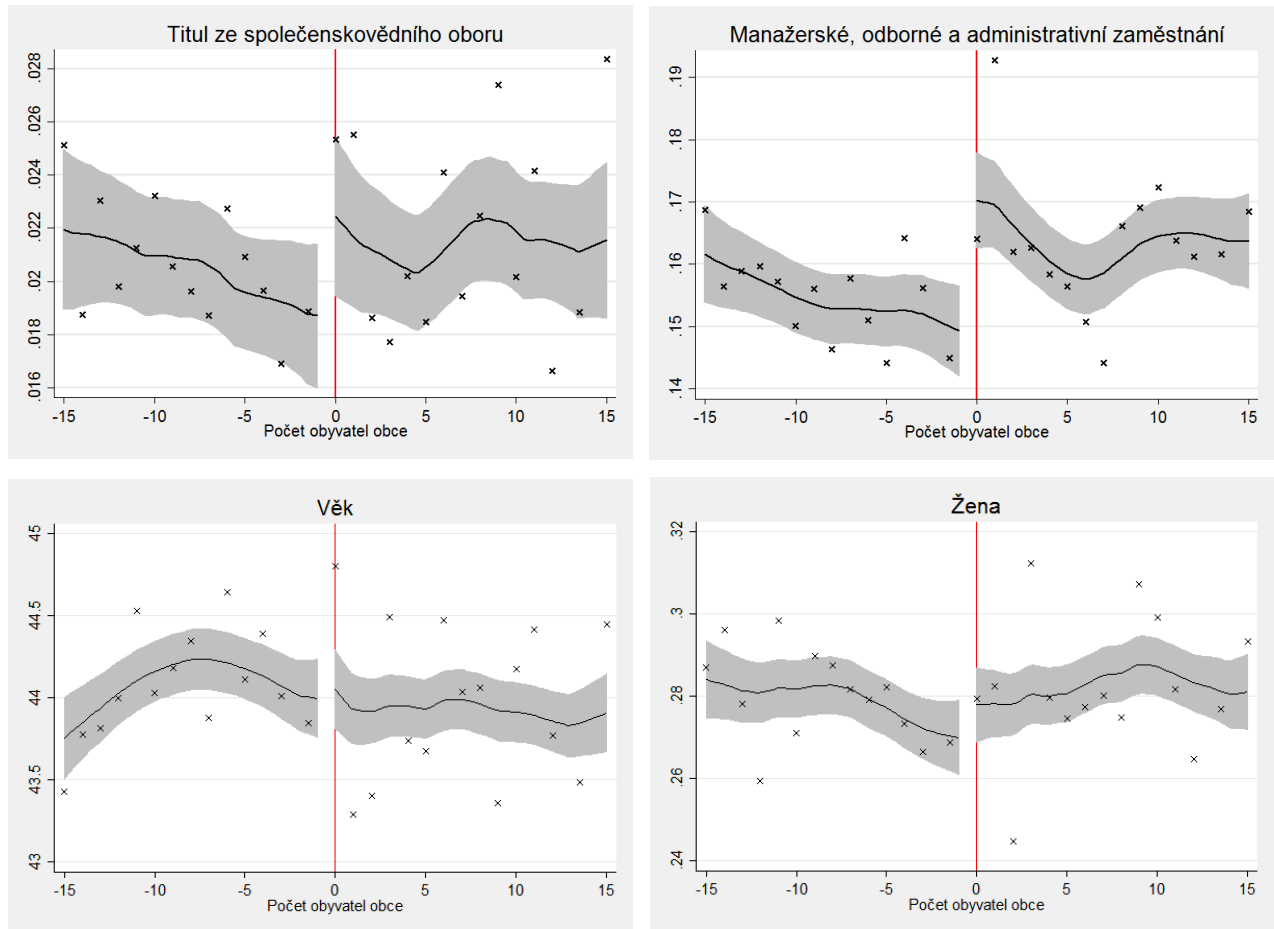 Titul ze společenskovědního oboru
.028
.026
.024
.022
.02
.018
.016
-15 -10 -5 0 5 10 15
Počet obyvatel obce
Manažerské, odborné a administrativní zaměstnání
.19
.18
.17
.16
.15
.14
-15 -10 -5 0 5 10 15
Počet obyvatel obce
Věk
45
44.5
44
43.5
43
-15 -10 -5 0 5 10 15
Počet obyvatel obce
Žena
.32
.3
.28
.26
.24
-15 -10 -5 0 5 10 15
Počet obyvatel obce